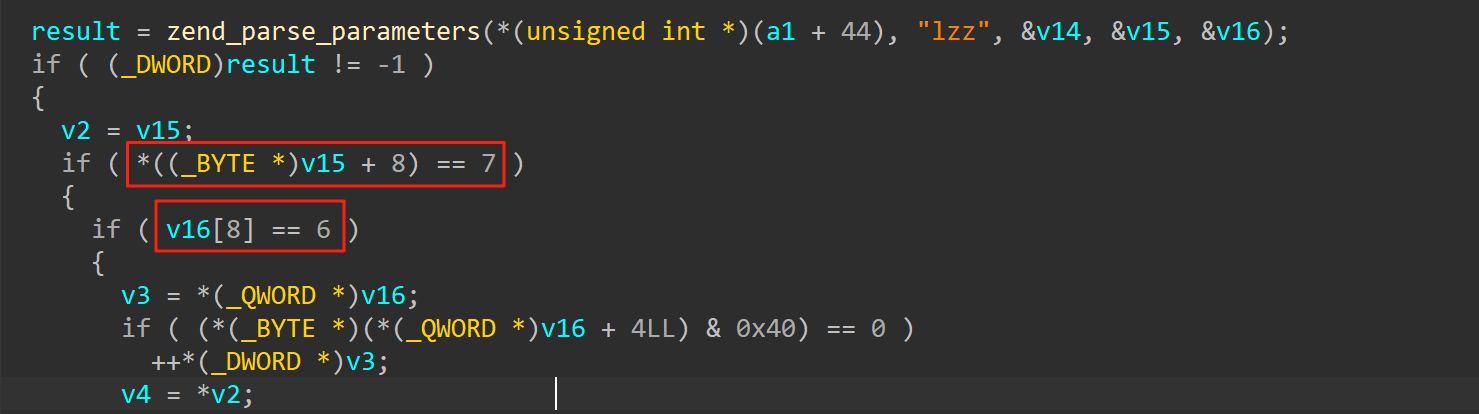 result = zend_parse_parameters(*(unsigned int *)(a1 + 44), "lzz", &v14, &v15, &v16);
if ( (_DWORD)result != -1 )
{
v2 = v15;
if ( *((_BYTE *)v15 + 8) == 7 )
{
if ( v16[8] == 6 )
{
v3 = *(_QWORD *)v16;
if ( (*(_BYTE *)(*(_QWORD *)v16 + 4LL) & 0x40) == 0 )
++*(_DWORD *)v3;
v4 = *v2;